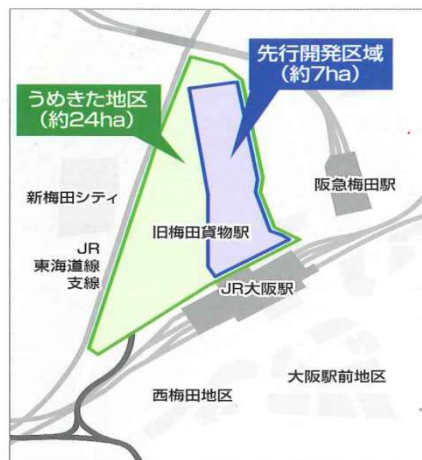 先行開発区域
(約7ha)
うめきた地区
(約24ha)
阪急梅田駅
新梅田シティ
旧梅田貨物駅
JR
東海道線
支線
JR大阪駅
大阪駅前地区
西梅田地区